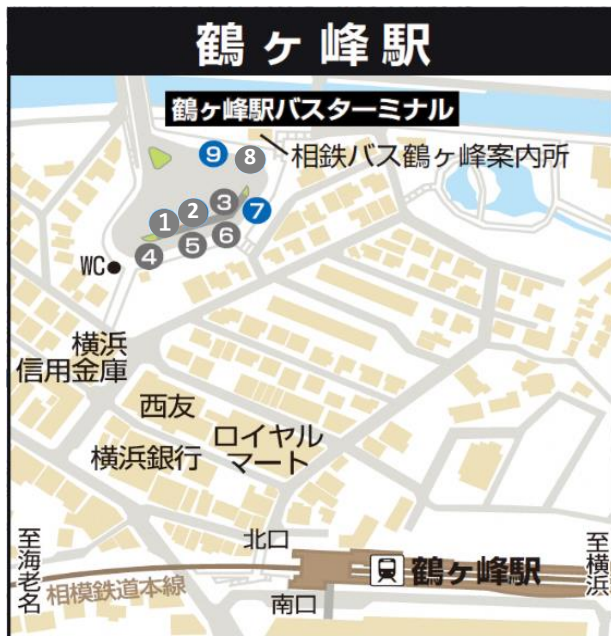 鶴ヶ峰駅
鶴ヶ峰駅バスターミナル
相鉄バス鶴ヶ峰案内所
9
8
3
2
1
7
6
5
4
WC
横浜
信用金庫
西友
ロイヤル
マート
横浜銀行
北口
至海老名
相模鉄道本線
鶴ヶ峰駅
至横浜
南口